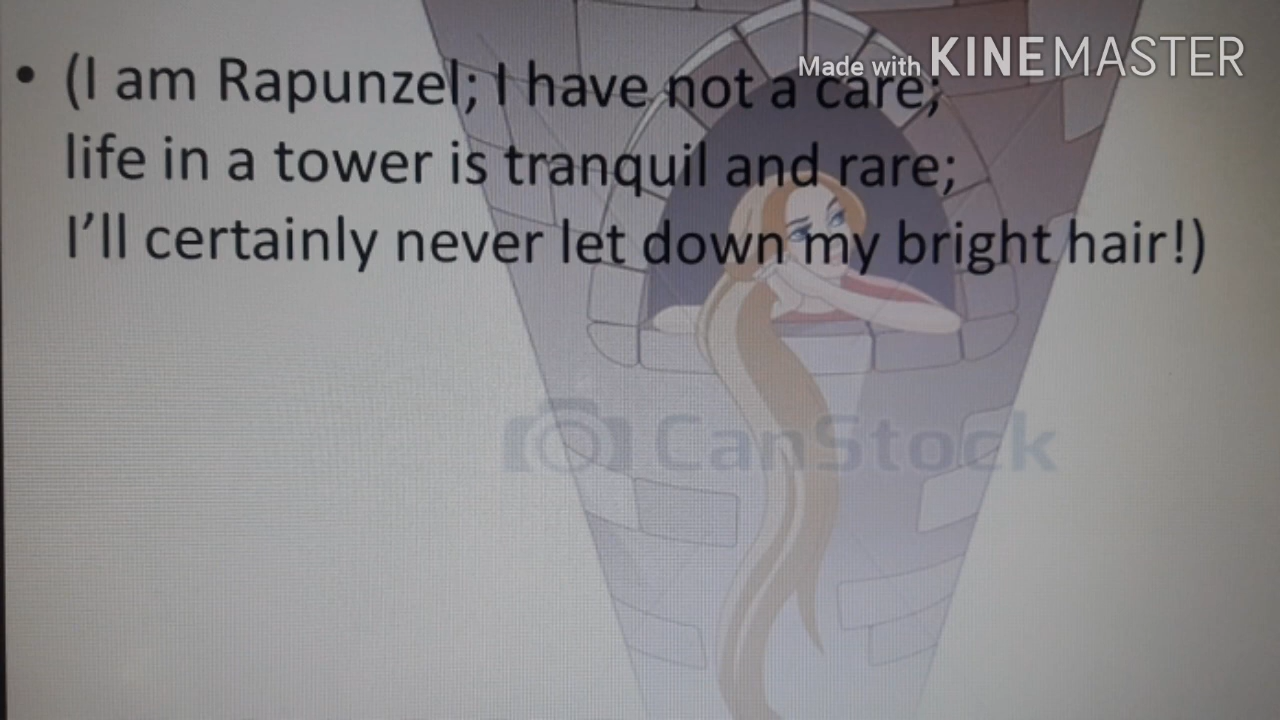 Made with KINEMASTER
• (I am Rapunzel; I have not a care;
life in a tower is tranquil and rare;
I’ll certainly never let down my bright hair!)
CanStock